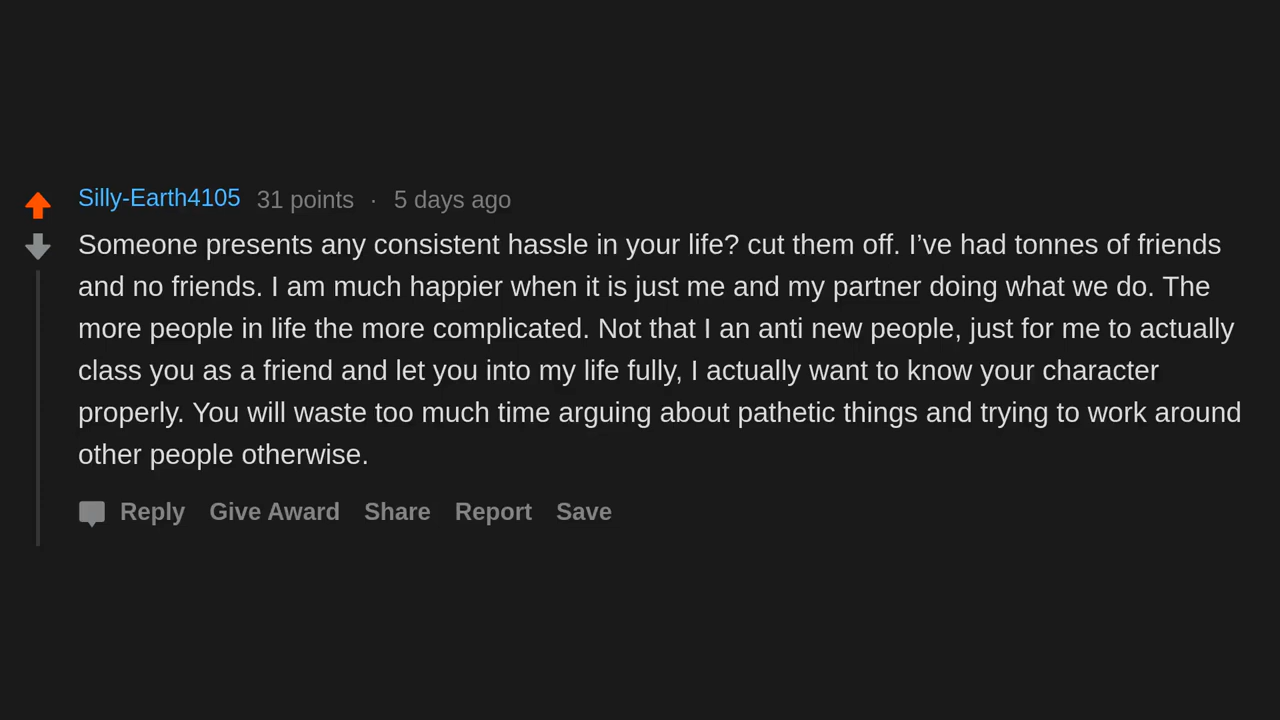 Silly-Earth4105 31 points · 5 days ago
Someone presents any consistent hassle in your life? cut them off. I’ve had tonnes of friends
and no friends. I am much happier when it is just me and my partner doing what we do. The
more people in life the more complicated. Not that I an anti new people, just for me to actually
class you as a friend and let you into my life fully, I actually want to know your character
properly. You will waste too much time arguing about pathetic things and trying to work around
other people otherwise.
Reply Give Award Share Report Save